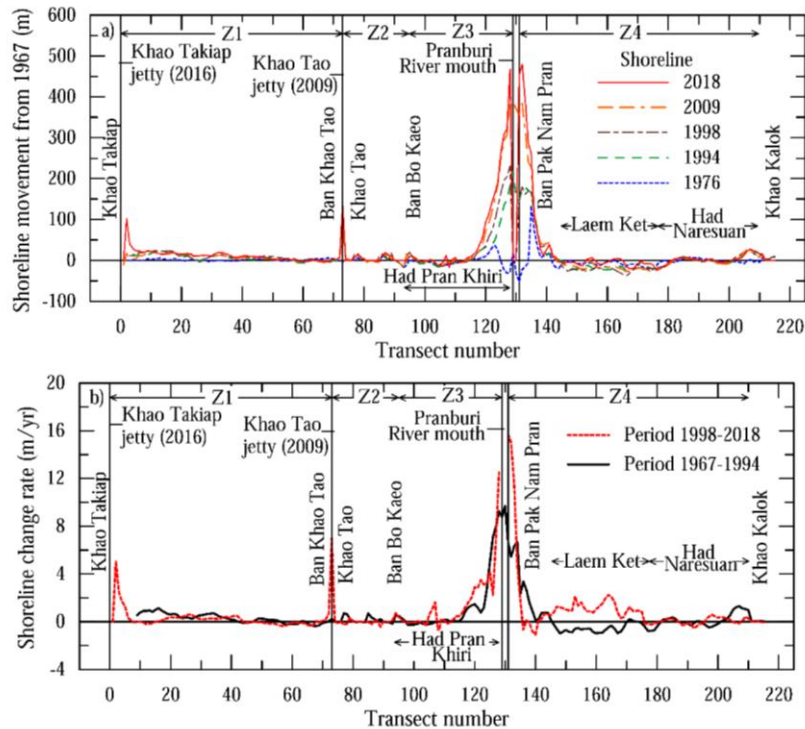 a)
Z1
Z2
Z3
Z4
Khao Takiap
jetty (2016)
Khao Tao
jetty (2009)
Pranburi
River mouth
Shoreline
2018
2009
1998
1994
1976
Khao Takiap
Ban Khao Tao
Khao Tao
Ban Bo Kaeo
Ban Pak Nam Pran
Laem Ket
Had
Naresuan
Khao Kalok
Had Pran Khiri
Shoreline movement from 1967 (m)
600
500
400
300
200
100
0
-100
0 20 40 60 80 100 120 140 160 180 200 220
Transect number
b)
Z1
Z2
Z3
Z4
Khao Takiap
jetty (2016)
Khao Tao
jetty (2009)
Pranburi
River mouth
Period 1998-2018
Period 1967-1994
Khao Takiap
Ban Khao Tao
Khao Tao
Ban Bo Kaeo
Ban Pak Nam Pran
Laem Ket
Had
Naresuan
Khao Kalok
Had Pran
Khiri
Shoreline change rate (m/yr)
20
16
12
8
4
0
-4
0 20 40 60 80 100 120 140 160 180 200 220
Transect number